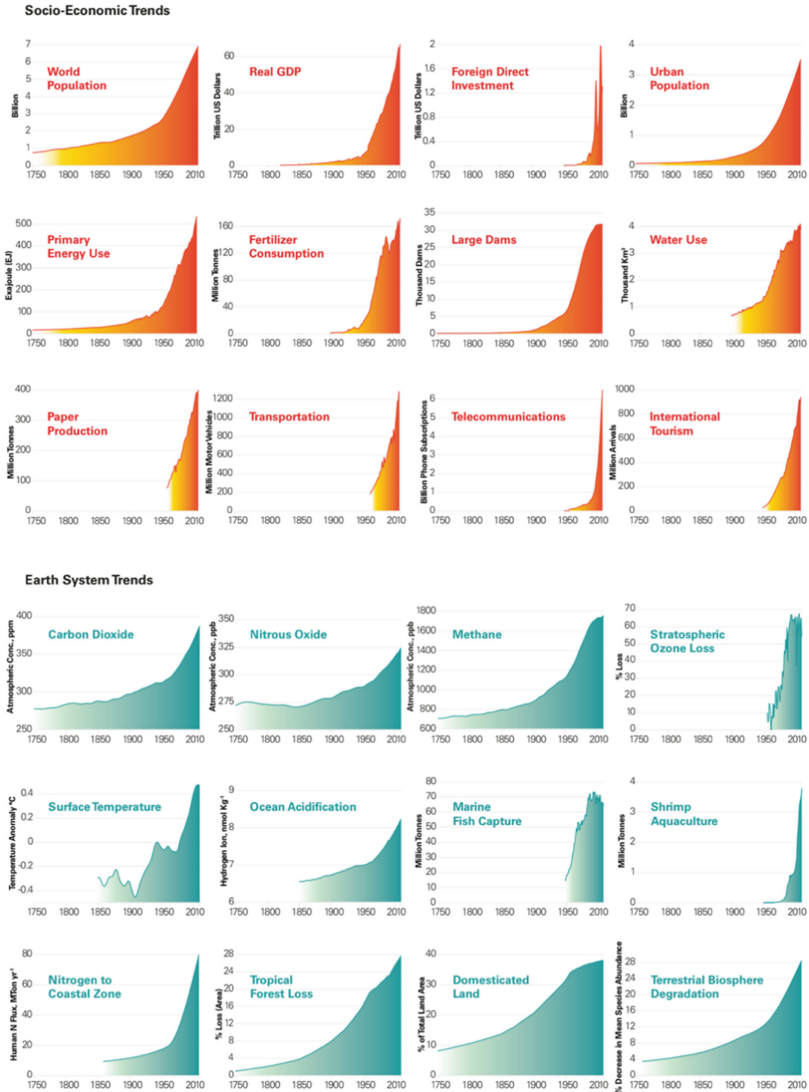 Socio-Economic Trends
World
Population
Billion
7
6
5
4
3
2
1
0
1750 1800 1850 1900 1950 2010
Real GDP
Trillion US Dollars
60
40
20
0
1750 1800 1850 1900 1950 2010
Foreign Direct
Investment
Trillion US Dollars
2
1.6
1.2
0.8
0.4
0
1750 1800 1850 1900 1950 2010
Urban
Population
Billion
4
3
2
1
0
1750 1800 1850 1900 1950 2010
Primary
Energy Use
Exajoule (EJ)
500
400
300
200
100
0
1750 1800 1850 1900 1950 2010
Fertilizer
Consumption
Million Tonnes
160
120
80
40
0
1750 1800 1850 1900 1950 2010
Large Dams
Thousand Dams
35
30
25
20
15
10
5
0
1750 1800 1850 1900 1950 2010
Water Use
Thousand Km³
4
3
2
1
0
1750 1800 1850 1900 1950 2010
Paper
Production
Million Tonnes
400
300
200
100
0
1750 1800 1850 1900 1950 2010
Transportation
Million Motor Vehicles
1200
1000
800
600
400
200
0
1750 1800 1850 1900 1950 2010
Telecommunications
Billion Phone Subscriptions
6
5
4
3
2
1
0
1750 1800 1850 1900 1950 2010
International
Tourism
Million Arrivals
1000
800
600
400
200
0
1750 1800 1850 1900 1950 2010
Earth System Trends
Carbon Dioxide
Atmospheric Conc., ppm
400
350
300
250
1750 1800 1850 1900 1950 2010
Nitrous Oxide
Atmospheric Conc., ppb
350
325
300
275
250
1750 1800 1850 1900 1950 2010
Methane
Atmospheric Conc., ppb
1800
1600
1400
1200
1000
800
600
1750 1800 1850 1900 1950 2010
Stratospheric
Ozone Loss
% Loss
70
60
50
40
30
20
10
0
1750 1800 1850 1900 1950 2010
Surface Temperature
Temperature Anomaly °C
0.4
0.2
0
-0.2
-0.4
1750 1800 1850 1900 1950 2010
Ocean Acidification
Hydrogen Ion, nmol Kg⁻¹
9
8
7
6
1750 1800 1850 1900 1950 2010
Marine
Fish Capture
Million Tonnes
80
70
60
50
40
30
20
10
0
1750 1800 1850 1900 1950 2010
Shrimp
Aquaculture
Million Tonnes
4
3
2
1
0
1750 1800 1850 1900 1950 2010
Nitrogen to
Coastal Zone
Human N Flux, MTon yr⁻¹
80
60
40
20
0
1750 1800 1850 1900 1950 2010
Tropical
Forest Loss
% Loss (Area)
28
24
20
16
12
8
4
0
1750 1800 1850 1900 1950 2010
Domesticated
Land
% of Total Land Area
40
30
20
10
0
1750 1800 1850 1900 1950 2010
Terrestrial Biosphere
Degradation
% Decrease in Mean Species Abundance
28
24
20
16
12
8
4
0
1750 1800 1850 1900 1950 2010